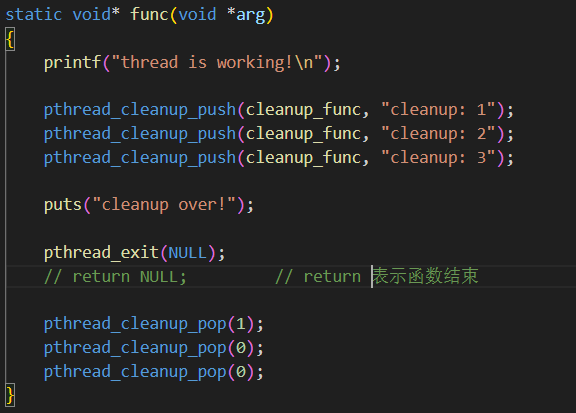 static void* func(void *arg)
{
    printf("thread is working!\n");
    pthread_cleanup_push(cleanup_func, "cleanup: 1");
    pthread_cleanup_push(cleanup_func, "cleanup: 2");
    pthread_cleanup_push(cleanup_func, "cleanup: 3");
    puts("cleanup over!");
    pthread_exit(NULL);
    // return NULL;        // return 表示函数结束
    pthread_cleanup_pop(1);
    pthread_cleanup_pop(0);
    pthread_cleanup_pop(0);
}